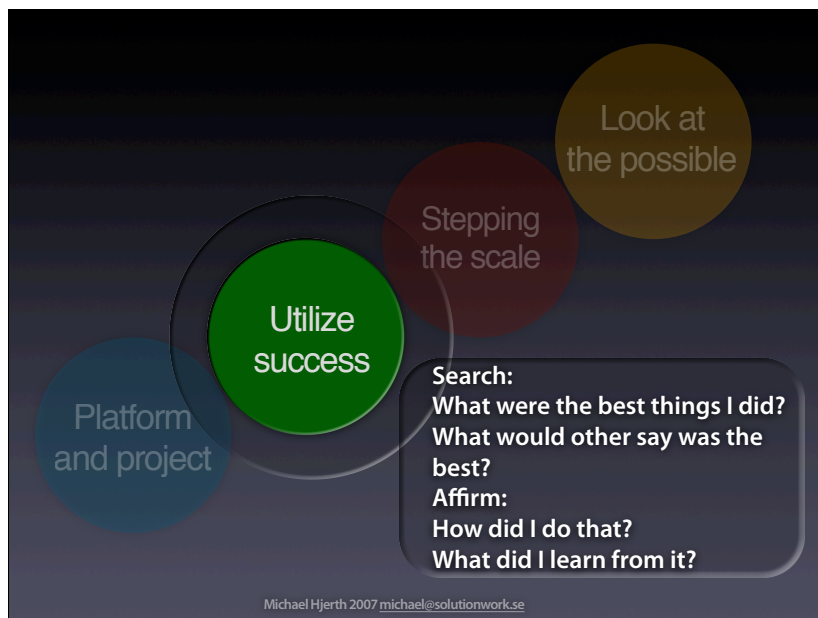 Look at
the possible
Stepping
the scale
Utilize
success
Platform
and project
Search:
What were the best things I did?
What would other say was the
best?
Affirm:
How did I do that?
What did I learn from it?
Michael Hjerth 2007 michael@solutionwork.se